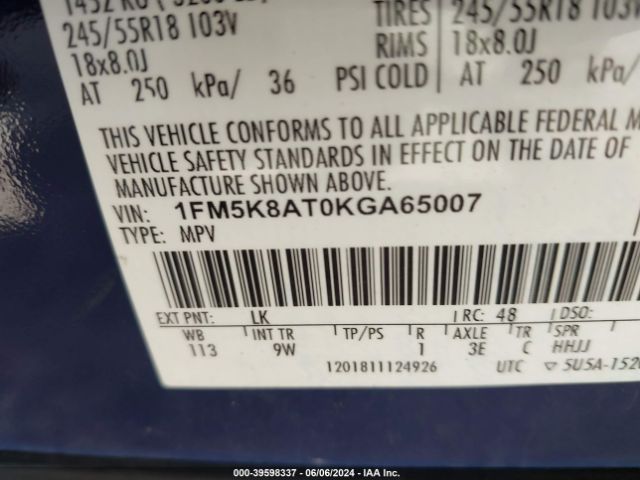 245/55R18 103V
18x8.0J
AT 250 kPa/ 36 PSI COLD
TIRES 245/55R18 103V
RIMS 18x8.0J
AT 250 kPa/
THIS VEHICLE CONFORMS TO ALL APPLICABLE FEDERAL M
VEHICLE SAFETY STANDARDS IN EFFECT ON THE DATE OF
MANUFACTURE SHOWN ABOVE.
VIN: 1FM5K8AT0KGA65007
TYPE: MPV
EXT PNT: LK RC: 48 DSO:
WB INT TR TP/PS R AXLE TR SPR
113 9W 1 3E C HHJJ
1201811124926 UTC ▽ 5U5A-1520
000-39598337 - 06/06/2024 - IAA Inc.